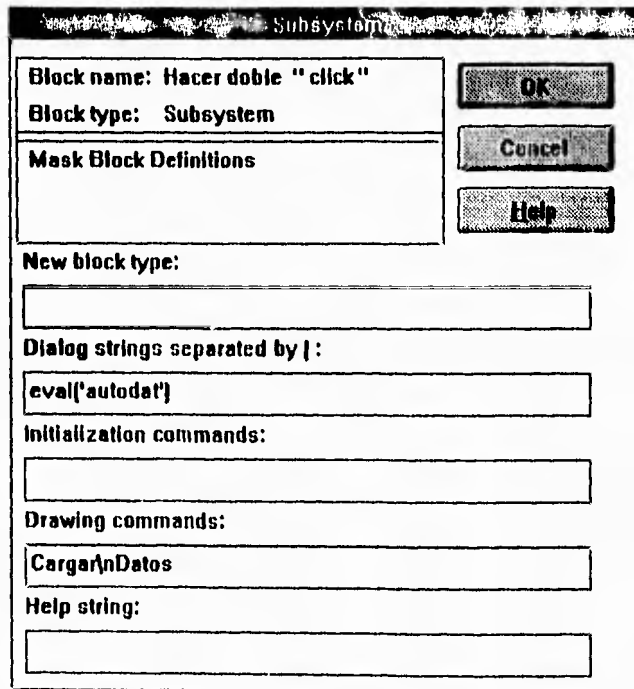 Subsystem
Block name: Hacer doble "click"
Block type: Subsystem
OK
Cancel
Help
Mask Block Definitions
New block type:
Dialog strings separated by | :
eval('autodat')
Initialization commands:
Drawing commands:
Cargar\nDatos
Help string: